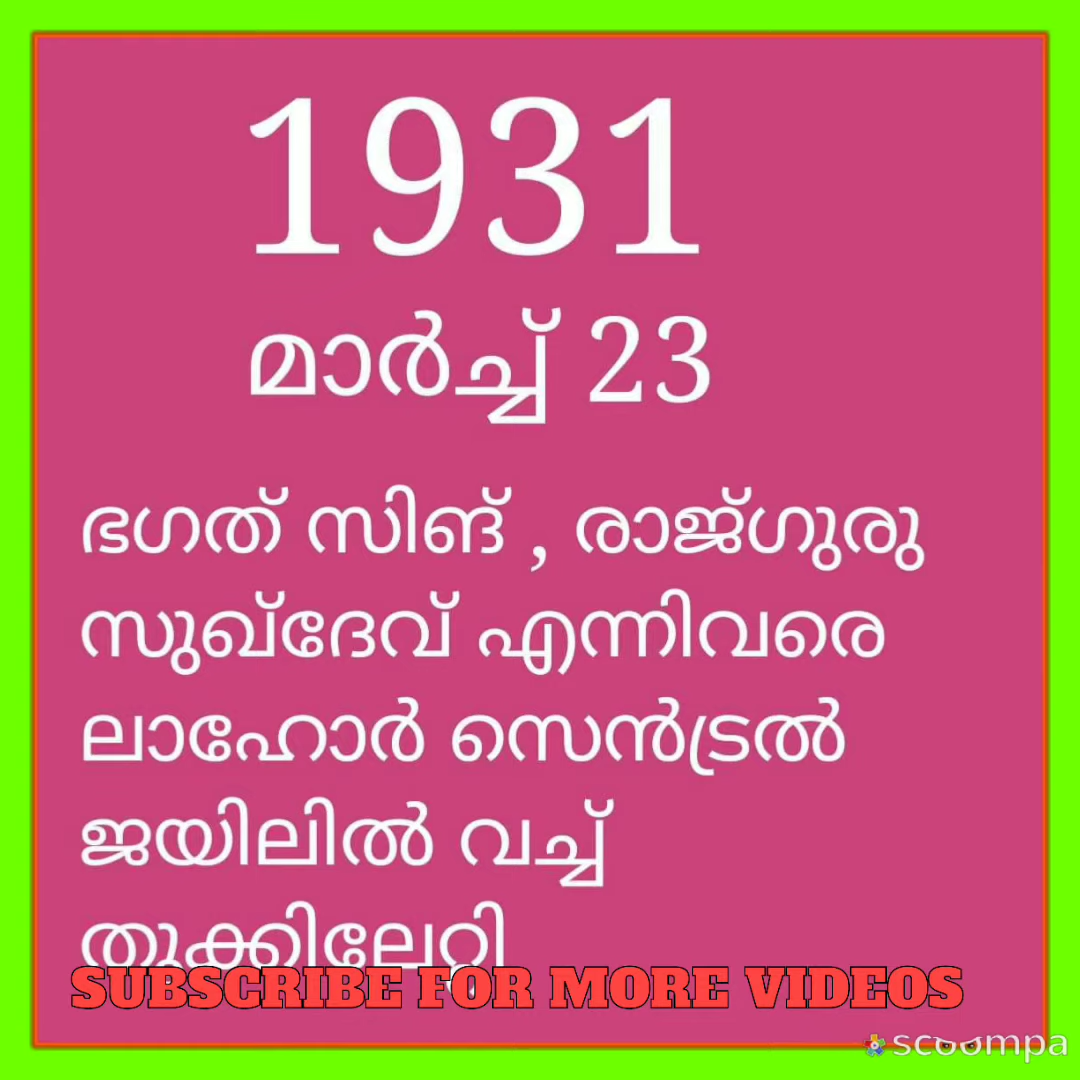 1931
മാർച്ച് 23
ഭഗത് സിങ് , രാജ്ഗുരു
സുഖ്ദേവ് എന്നിവരെ
ലാഹോർ സെൻട്രൽ
ജയിലിൽ വച്ച്
തുക്കിലേറ്റി
SUBSCRIBE FOR MORE VIDEOS
scoompa